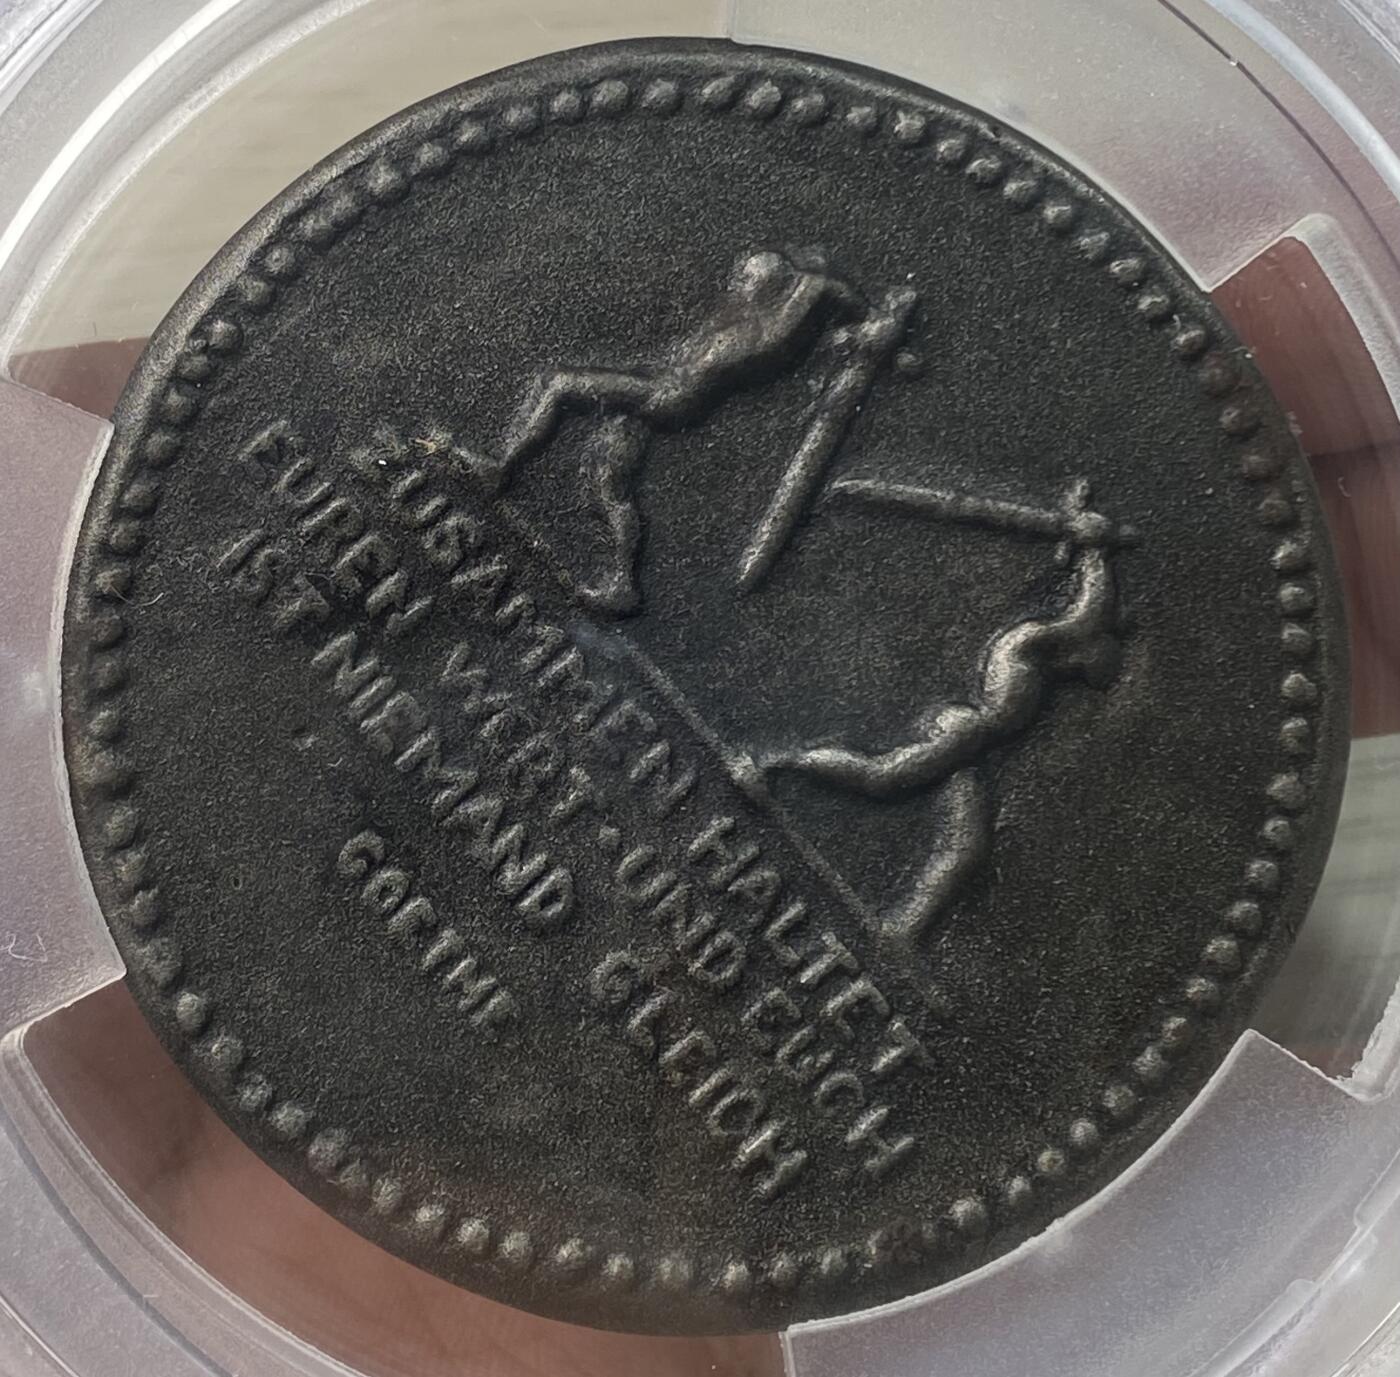 ZUSAMMEN HALTET
EUREN WERT · UND EUCH
IST NIEMAND GLEICH
GOETHE